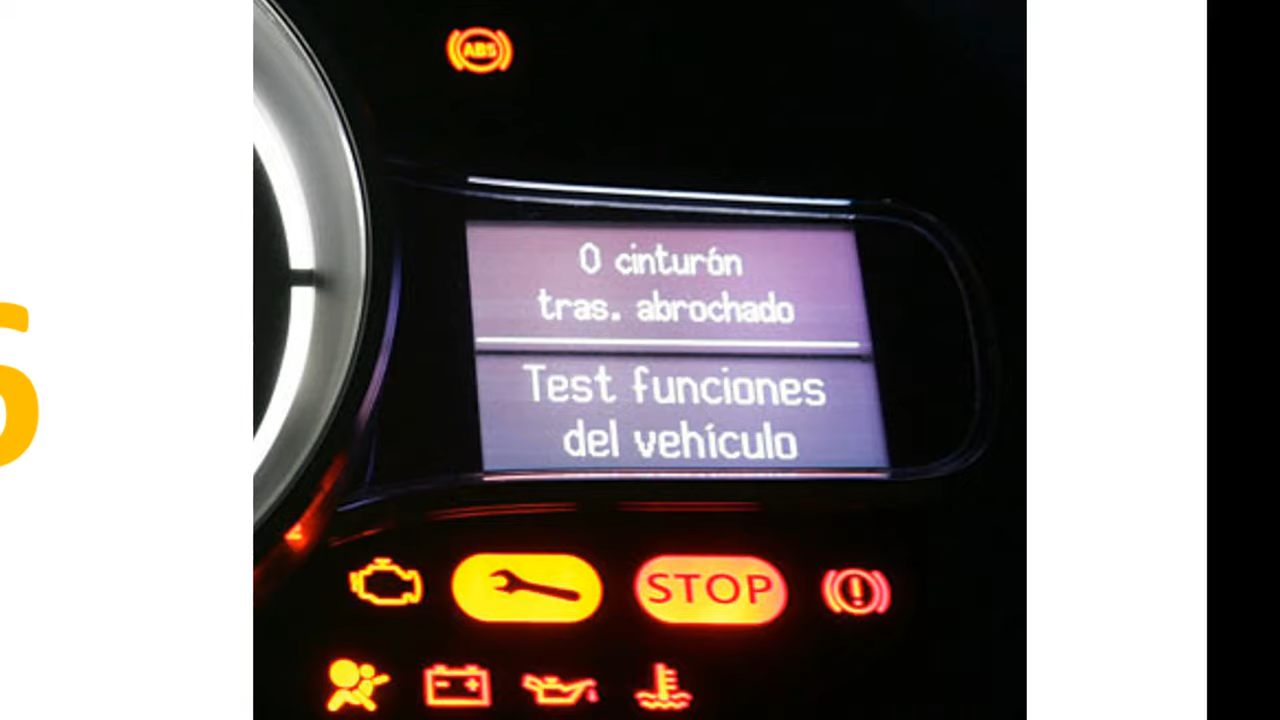 ABS
0 cinturón
tras. abrochado
Test funciones
del vehículo
STOP